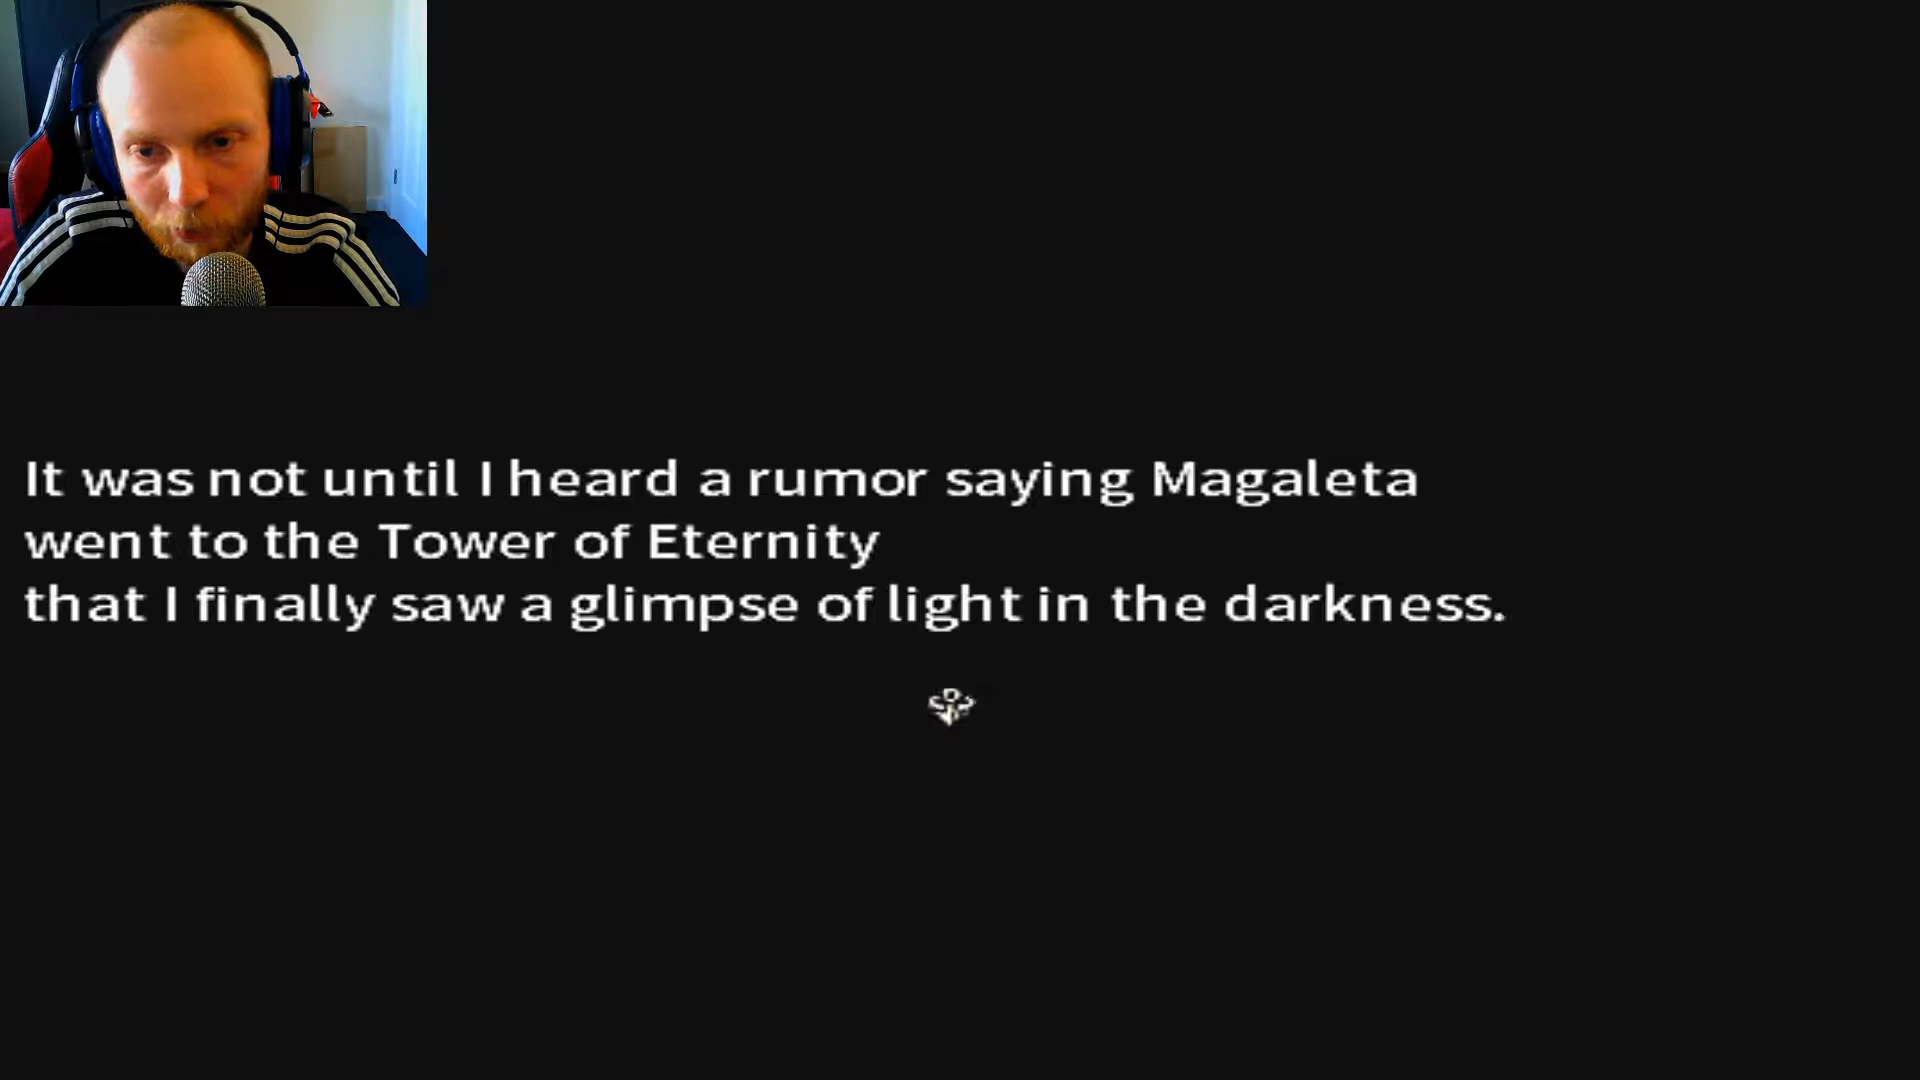 It was not until I heard a rumor saying Magaleta
went to the Tower of Eternity
that I finally saw a glimpse of light in the darkness.